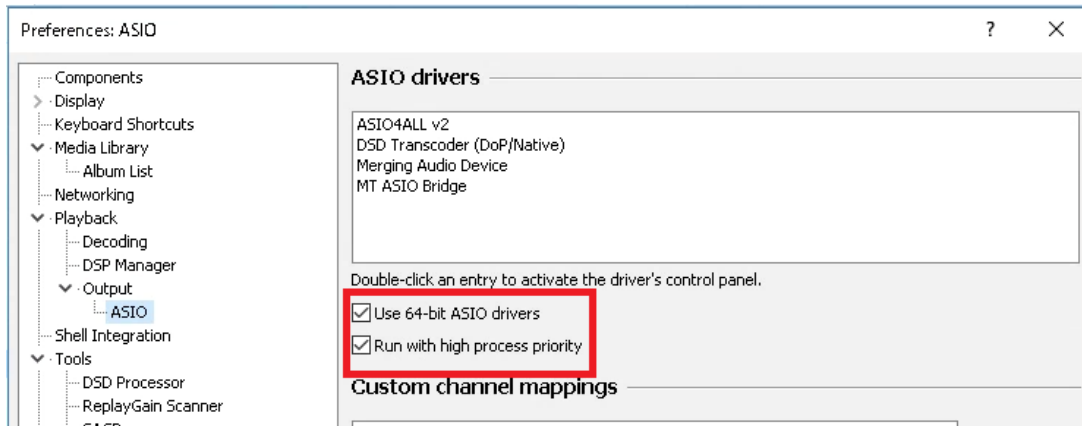 Preferences: ASIO
?
Components
Display
Keyboard Shortcuts
Media Library
Album List
Networking
Playback
Decoding
DSP Manager
Output
ASIO
Shell Integration
Tools
DSD Processor
ReplayGain Scanner
ASIO drivers
ASIO4ALL v2
DSD Transcoder (DoP/Native)
Merging Audio Device
MT ASIO Bridge
Double-click an entry to activate the driver's control panel.
Use 64-bit ASIO drivers
Run with high process priority
Custom channel mappings